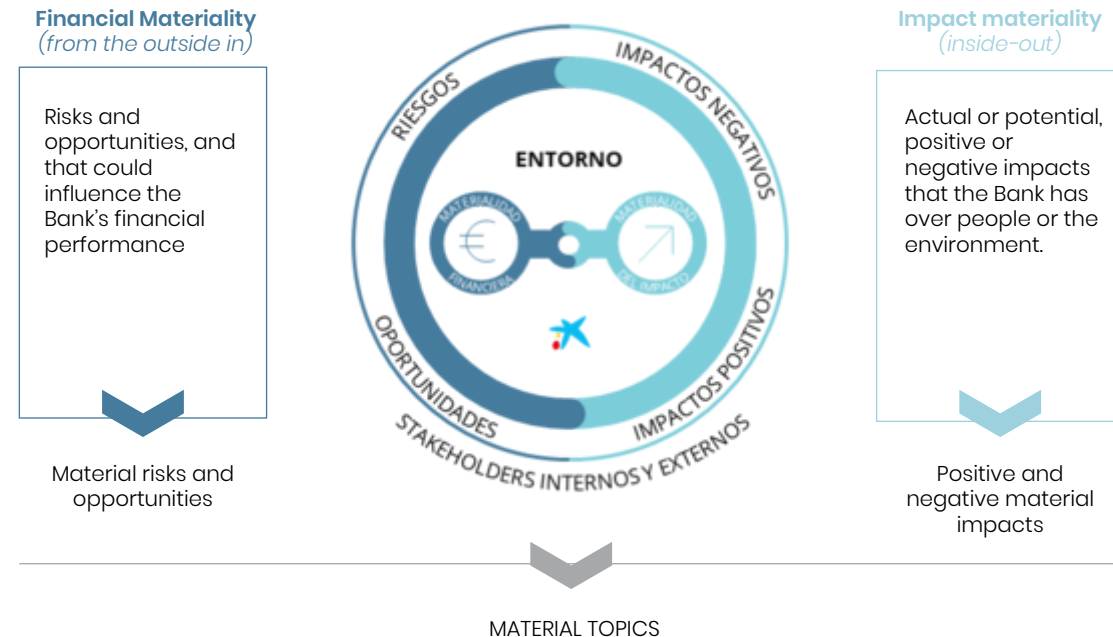 Financial Materiality
(from the outside in)
Risks and
opportunities, and
that could
influence the
Bank's financial
performance
Material risks and
opportunities
RIESGOS
IMPACTOS NEGATIVOS
ENTORNO
MATERIALIDAD
FINANCIERA
€
MATERIALIDAD
DEL IMPACTO
OPORTUNIDADES
IMPACTOS POSITIVOS
STAKEHOLDERS INTERNOS Y EXTERNOS
Impact materiality
(inside-out)
Actual or potential,
positive or
negative impacts
that the Bank has
over people or the
environment.
Positive and
negative material
impacts
MATERIAL TOPICS